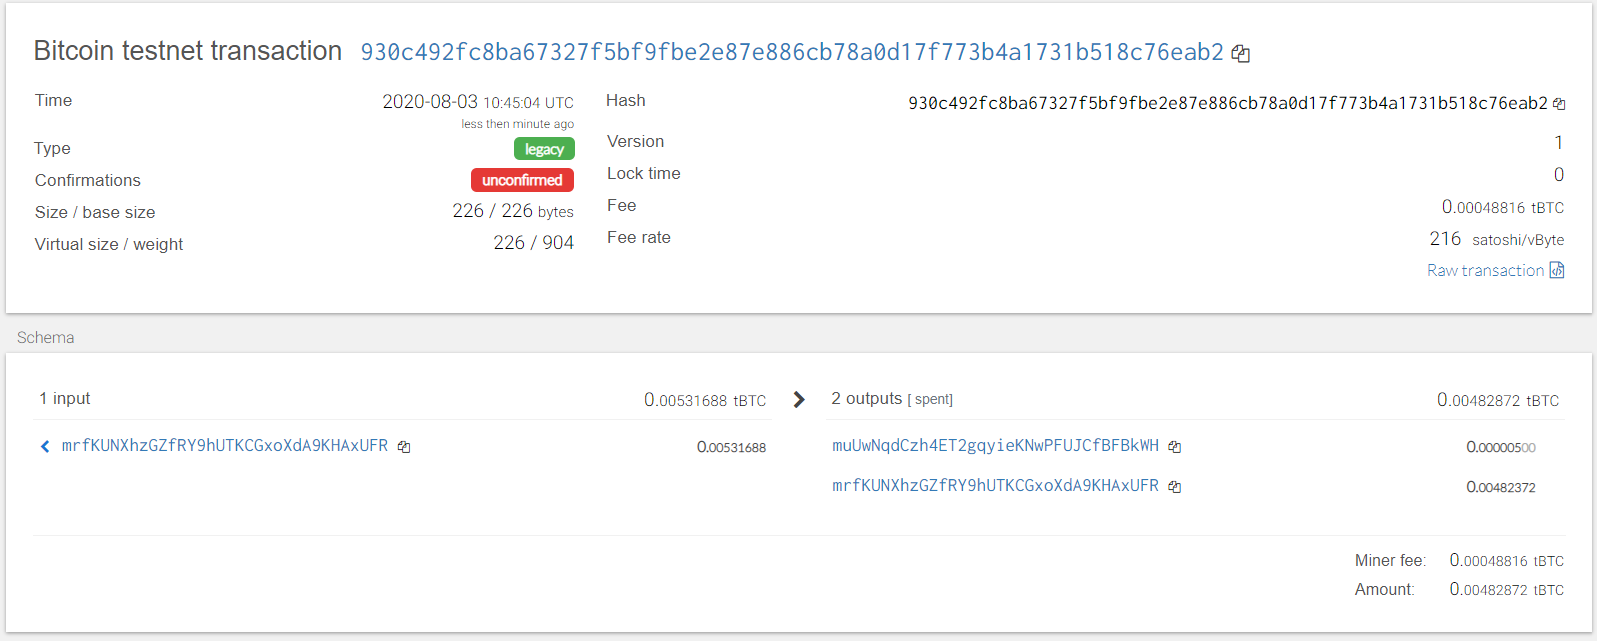 Bitcoin testnet transaction 930c492fc8ba67327f5bf9fbe2e87e886cb78a0d17f773b4a1731b518c76eab2
Time 2020-08-03 10:45:04 UTC
less then minute ago
Type legacy
Confirmations unconfirmed
Size / base size 226 / 226 bytes
Virtual size / weight 226 / 904
Hash 930c492fc8ba67327f5bf9fbe2e87e886cb78a0d17f773b4a1731b518c76eab2
Version 1
Lock time 0
Fee 0.00048816 tBTC
Fee rate 216 satoshi/vByte
Raw transaction
Schema
1 input 0.00531688 tBTC
mrfKUNXhzGZfRY9hUTKCGxoXdA9KHAxUFR 0.00531688
2 outputs [ spent] 0.00482872 tBTC
muUwNqdCzh4ET2gqyieKNwPFUJCfBFBkWH 0.00000500
mrfKUNXhzGZfRY9hUTKCGxoXdA9KHAxUFR 0.00482372
Miner fee: 0.00048816 tBTC
Amount: 0.00482872 tBTC